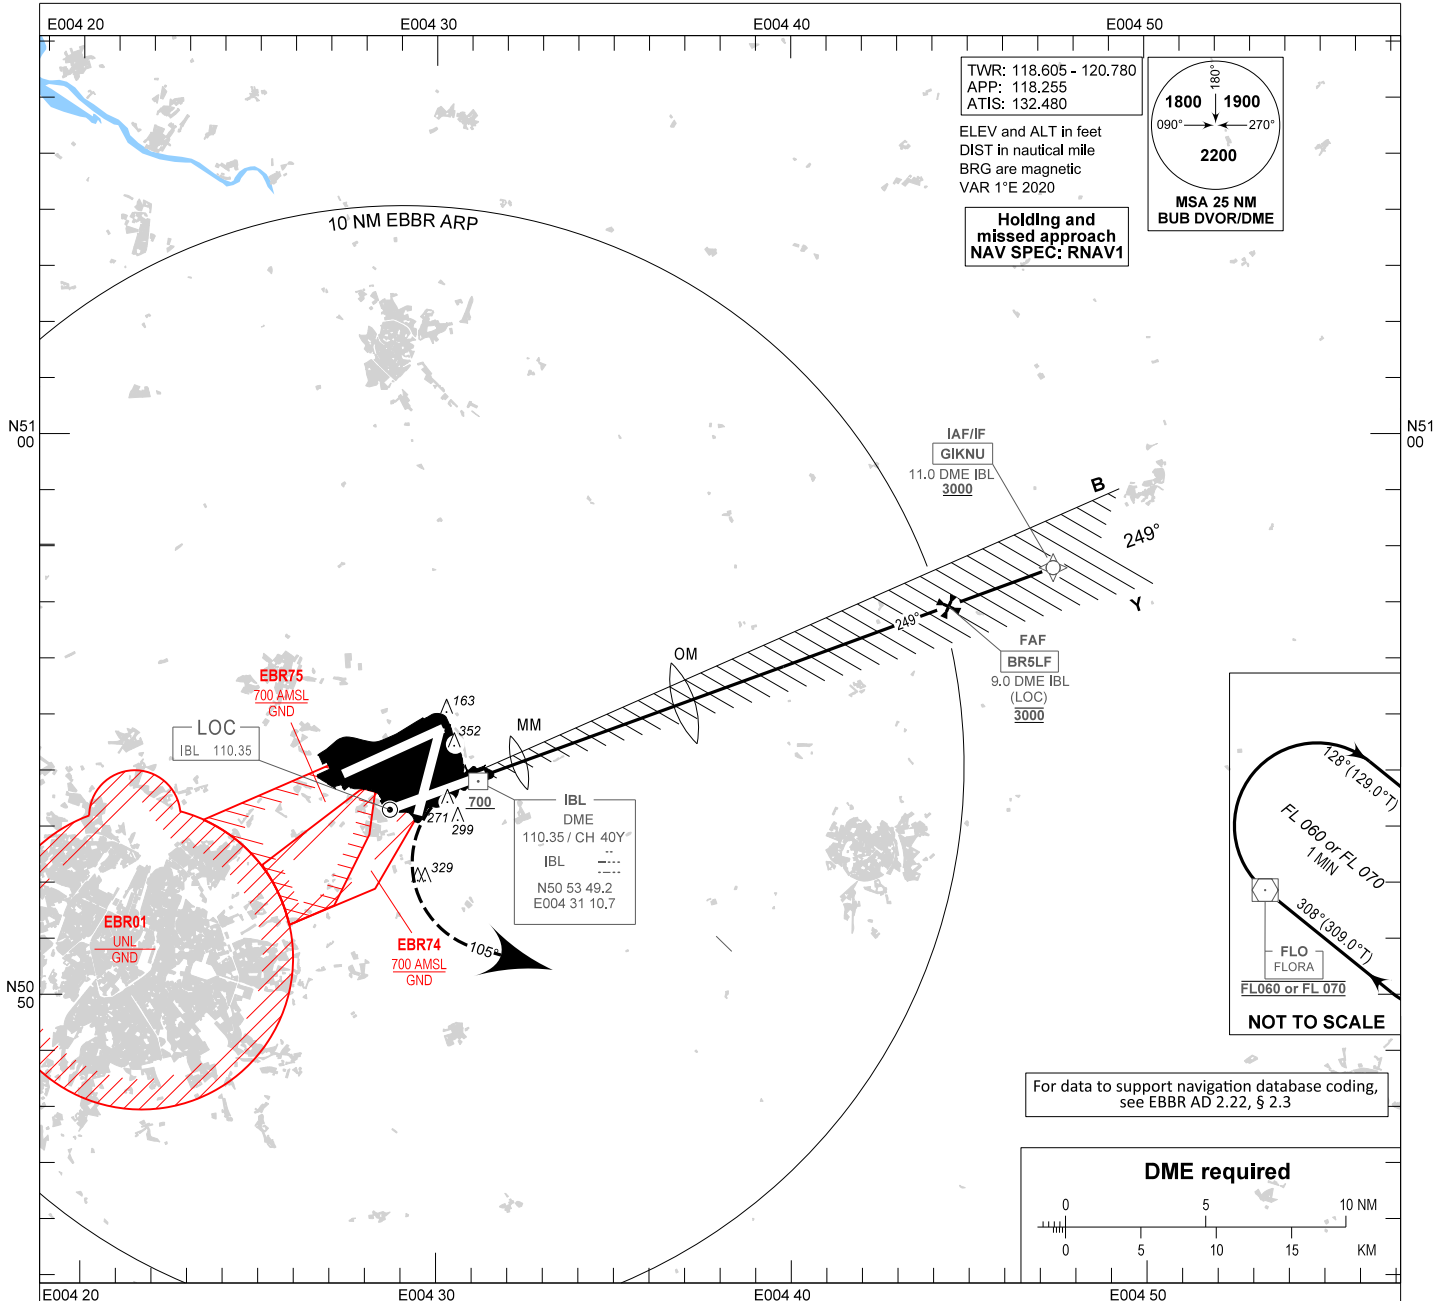 E004 20
E004 30
E004 40
E004 50
TWR: 118.605 - 120.780
APP: 118.255
ATIS: 132.480
ELEV and ALT in feet
DIST in nautical mile
BRG are magnetic
VAR 1°E 2020
Holding and
missed approach
NAV SPEC: RNAV1
180°
1800
1900
090°
270°
2200
MSA 25 NM
BUB DVOR/DME
10 NM EBBR ARP
N51
00
N51
00
IAF/IF
GIKNU
11.0 DME IBL
3000
B
249°
Y
249°
FAF
BR5LF
9.0 DME IBL
(LOC)
3000
OM
MM
EBR75
700 AMSL
GND
LOC
IBL 110.35
163
352
271
299
329
700
IBL
DME
110.35 / CH 40Y
IBL
N50 53 49.2
E004 31 10.7
EBR01
UNL
GND
EBR74
700 AMSL
GND
105°
N50
50
128°(129.0°T)
FL 060 or FL 070
1 MIN
308°(309.0°T)
FLO
FLORA
FL060 or FL 070
NOT TO SCALE
For data to support navigation database coding,
see EBBR AD 2.22, § 2.3
DME required
0 5 10 NM
0 5 10 15 KM
E004 20
E004 30
E004 40
E004 50